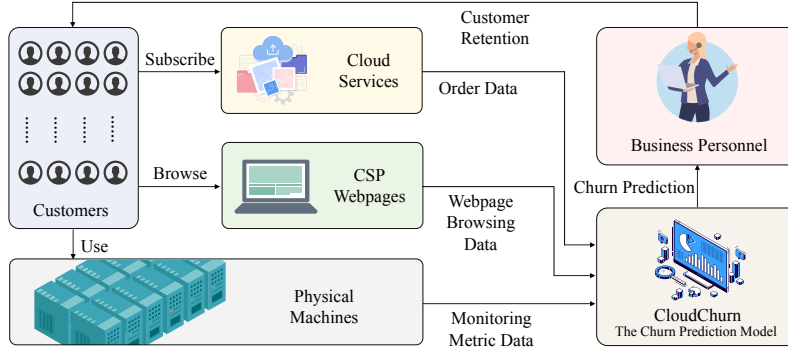 Customer
Retention
Subscribe
Cloud
Services
Order Data
Business Personnel
Browse
CSP
Webpages
Churn Prediction
Webpage
Browsing
Data
Customers
Use
Physical
Machines
Monitoring
Metric Data
CloudChurn
The Churn Prediction Model